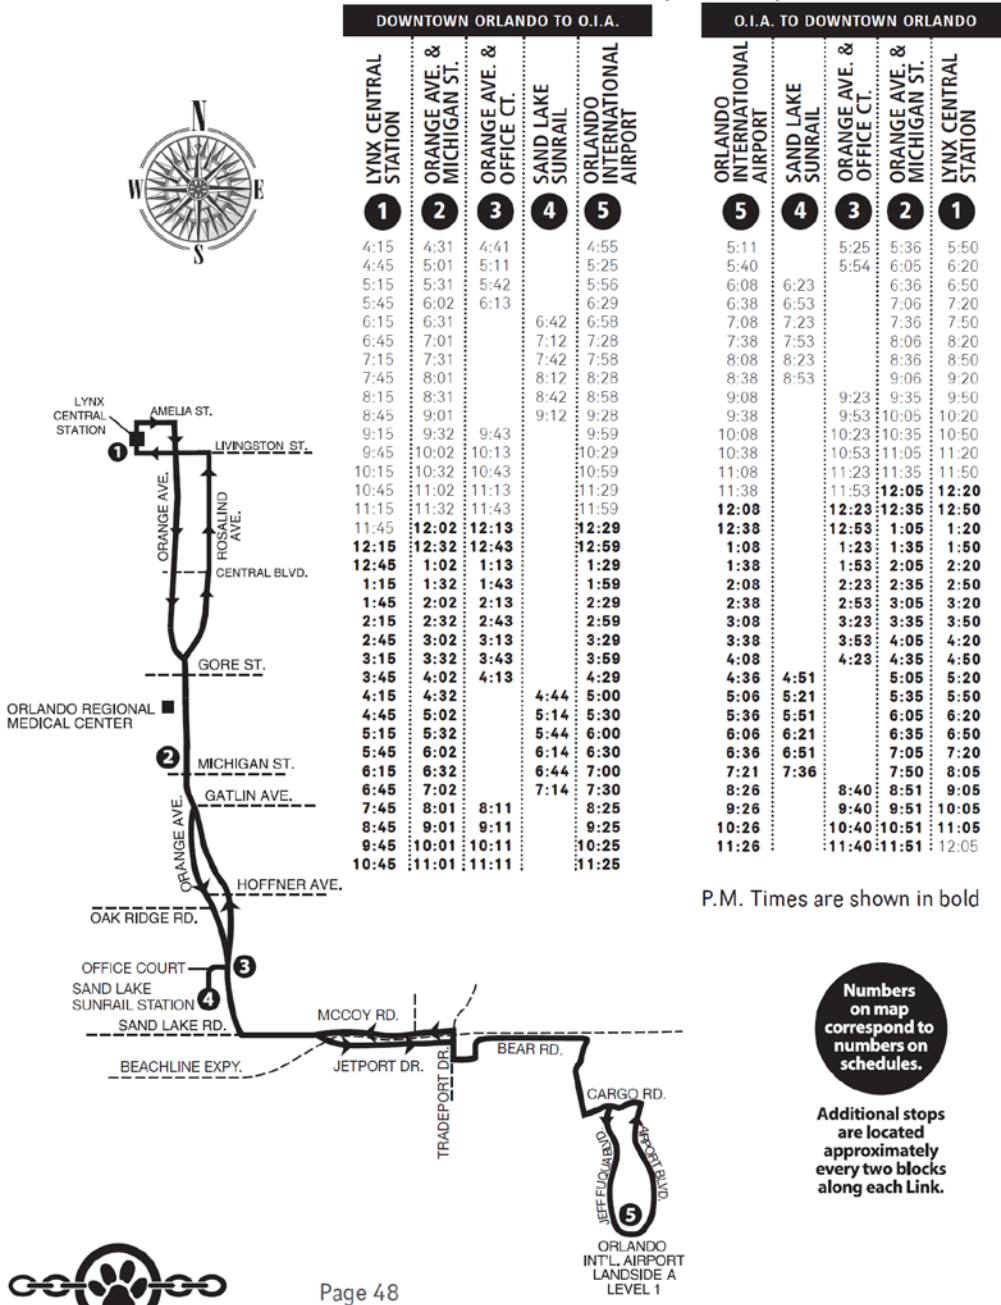 DOWNTOWN ORLANDO TO O.I.A.
LYNX CENTRAL STATION
ORANGE AVE. & MICHIGAN ST.
ORANGE AVE. & OFFICE CT.
SAND LAKE SUNRAIL
ORLANDO INTERNATIONAL AIRPORT
1 2 3 4 5
4:15 4:31 4:41 4:55
4:45 5:01 5:11 5:25
5:15 5:31 5:42 5:56
5:45 6:02 6:13 6:29
6:15 6:31 6:42 6:58
6:45 7:01 7:12 7:28
7:15 7:31 7:42 7:58
7:45 8:01 8:12 8:28
8:15 8:31 8:42 8:58
8:45 9:01 9:12 9:28
9:15 9:32 9:43 9:59
9:45 10:02 10:13 10:29
10:15 10:32 10:43 10:59
10:45 11:02 11:13 11:29
11:15 11:32 11:43 11:59
11:45 12:02 12:13 12:29
12:15 12:32 12:43 12:59
12:45 1:02 1:13 1:29
1:15 1:32 1:43 1:59
1:45 2:02 2:13 2:29
2:15 2:32 2:43 2:59
2:45 3:02 3:13 3:29
3:15 3:32 3:43 3:59
3:45 4:02 4:13 4:29
4:15 4:32 4:44 5:00
4:45 5:02 5:14 5:30
5:15 5:32 5:44 6:00
5:45 6:02 6:14 6:30
6:15 6:32 6:44 7:00
6:45 7:02 7:14 7:30
7:45 8:01 8:11 8:25
8:45 9:01 9:11 9:25
9:45 10:01 10:11 10:25
10:45 11:01 11:11 11:25
O.I.A. TO DOWNTOWN ORLANDO
ORLANDO INTERNATIONAL AIRPORT
SAND LAKE SUNRAIL
ORANGE AVE. & OFFICE CT.
ORANGE AVE. & MICHIGAN ST.
LYNX CENTRAL STATION
5 4 3 2 1
5:11 5:25 5:36 5:50
5:40 5:54 6:05 6:20
6:08 6:23 6:36 6:50
6:38 6:53 7:06 7:20
7:08 7:23 7:36 7:50
7:38 7:53 8:06 8:20
8:08 8:23 8:36 8:50
8:38 8:53 9:06 9:20
9:08 9:23 9:35 9:50
9:38 9:53 10:05 10:20
10:08 10:23 10:35 10:50
10:38 10:53 11:05 11:20
11:08 11:23 11:35 11:50
11:38 11:53 12:05 12:20
12:08 12:23 12:35 12:50
12:38 12:53 1:05 1:20
1:08 1:23 1:35 1:50
1:38 1:53 2:05 2:20
2:08 2:23 2:35 2:50
2:38 2:53 3:05 3:20
3:08 3:23 3:35 3:50
3:38 3:53 4:05 4:20
4:08 4:23 4:35 4:50
4:36 4:51 5:05 5:20
5:06 5:21 5:35 5:50
5:36 5:51 6:05 6:20
6:06 6:21 6:35 6:50
6:36 6:51 7:05 7:20
7:21 7:36 7:50 8:05
8:26 8:40 8:51 9:05
9:26 9:40 9:51 10:05
10:26 10:40 10:51 11:05
11:26 11:40 11:51 12:05
P.M. Times are shown in bold
N
W E
S
LYNX
CENTRAL
STATION
AMELIA ST.
1
LIVINGSTON ST.
ORANGE AVE.
ROSALIND AVE.
CENTRAL BLVD.
GORE ST.
ORLANDO REGIONAL
MEDICAL CENTER
2
MICHIGAN ST.
GATLIN AVE.
ORANGE AVE.
HOFFNER AVE.
OAK RIDGE RD.
OFFICE COURT
3
SAND LAKE
SUNRAIL STATION
4
SAND LAKE RD.
MCCOY RD.
BEACHLINE EXPY.
JETPORT DR.
TRADEPORT DR.
BEAR RD.
CARGO RD.
JEFF FUQUA BLVD.
AIRPORT BLVD.
5
ORLANDO
INT'L. AIRPORT
LANDSIDE A
LEVEL 1
Numbers
on map
correspond to
numbers on
schedules.
Additional stops
are located
approximately
every two blocks
along each Link.
Page 48